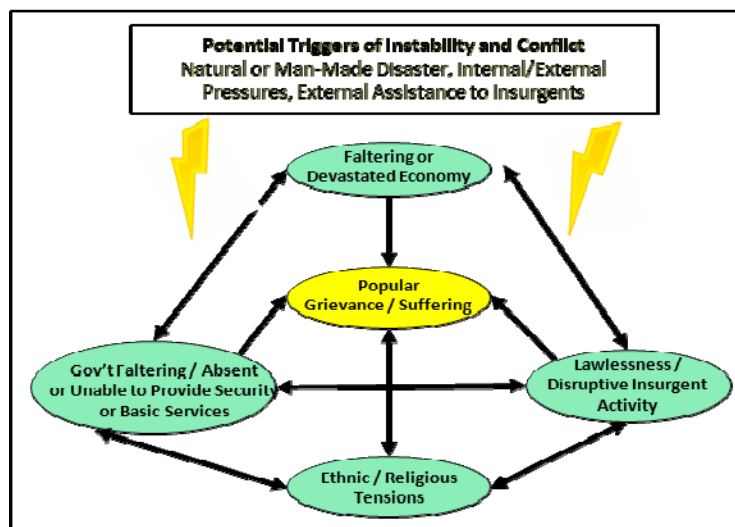 Potential Triggers of Instability and Conflict
Natural or Man-Made Disaster, Internal/External
Pressures, External Assistance to Insurgents
Faltering or
Devastated Economy
Popular
Grievance / Suffering
Gov't Faltering / Absent
or Unable to Provide Security
or Basic Services
Lawlessness /
Disruptive Insurgent
Activity
Ethnic / Religious
Tensions